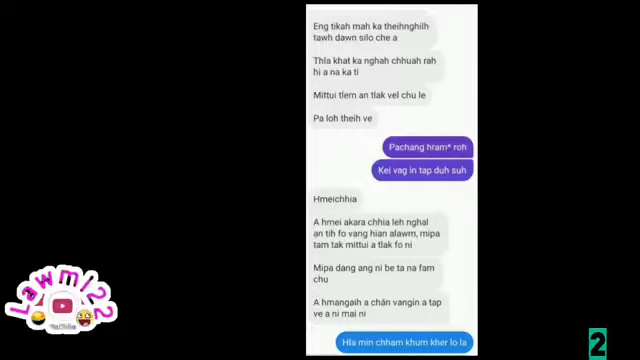 Eng tikah mah ka theihnghilh
tawh dawn silo che a
Thla khat ka nghah chhuah rah
hi a na ka ti
Mittui tlem an tlak vel chu le
Pa loh theih ve
Pachang hram* roh
Kei vag in tap duh suh
Hmeichhia
A hmei akara chhia leh nghal
an tih fo vang hian alawm, mipa
tam tak mittui a tlak fo ni
Mipa dang ang ni be ta na fam
chu
A hmangaih a chán vangin a tap
ve a ni mai ni
Hla min chham khum kher lo la
Lawmi22
YouTube
2